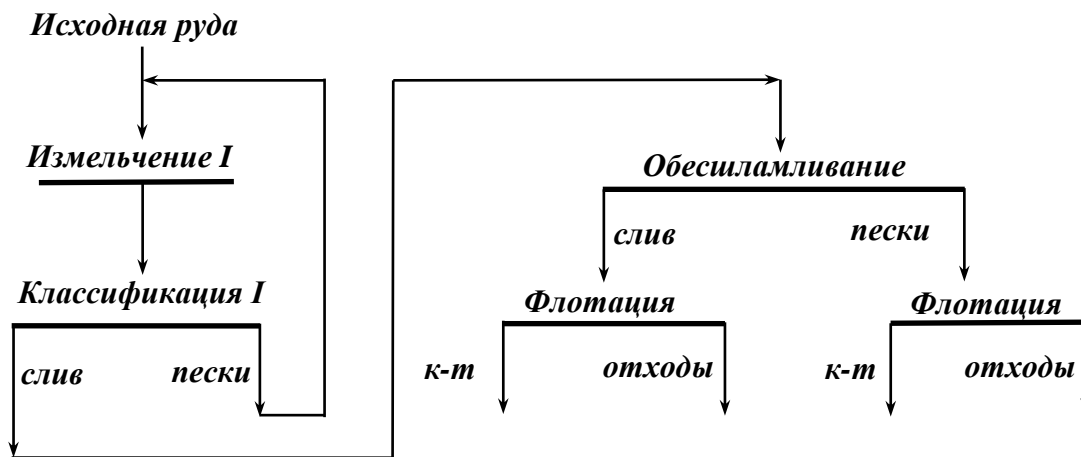 Исходная руда
Измельчение I
Классификация I
слив
пески
Обесшламливание
слив
пески
Флотация
к-т
отходы
Флотация
к-т
отходы